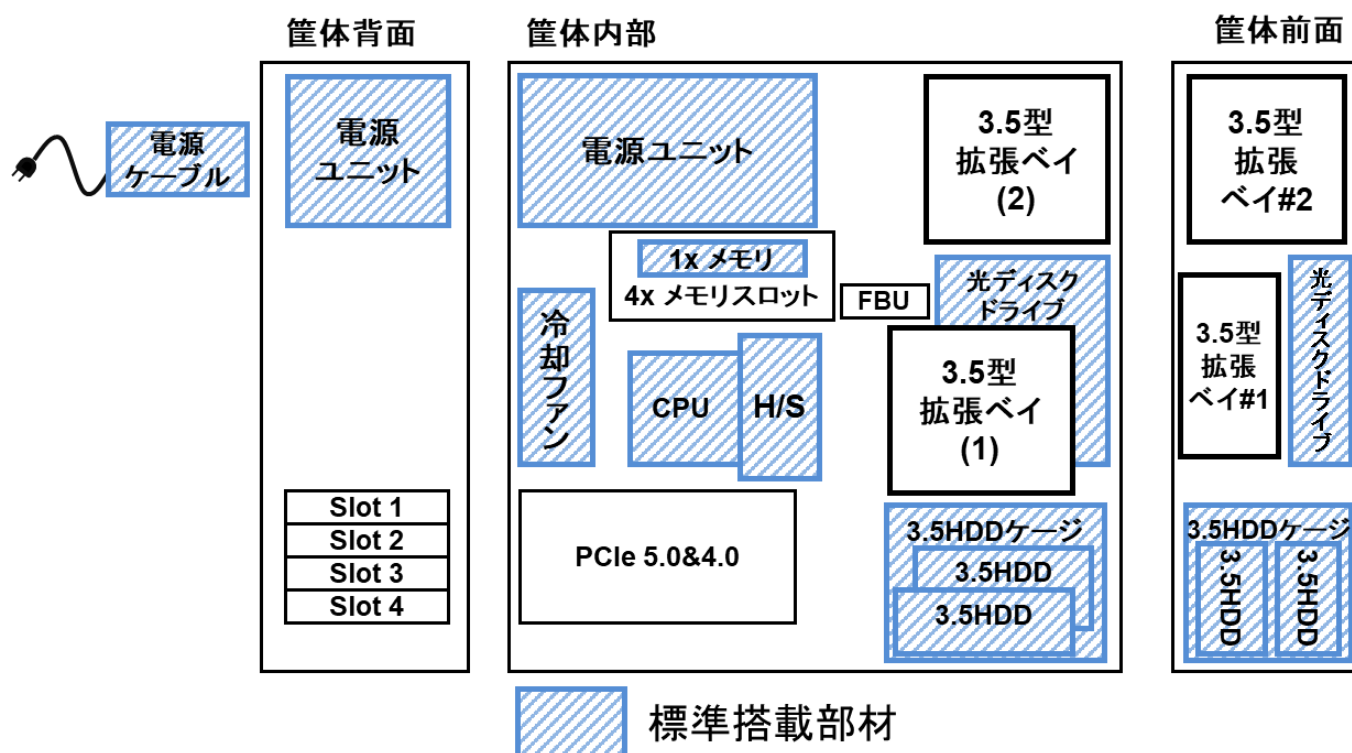 筐体背面
電源
ケーブル
電源
ユニット
Slot 1
Slot 2
Slot 3
Slot 4
筐体内部
電源ユニット
3.5型
拡張ベイ
(2)
1x メモリ
4x メモリスロット
FBU
光ディスク
ドライブ
冷却ファン
CPU
H/S
3.5型
拡張ベイ
(1)
PCIe 5.0&4.0
3.5HDDケージ
3.5HDD
3.5HDD
筐体前面
3.5型
拡張
ベイ#2
3.5型
拡張
ベイ#1
光ディスクドライブ
3.5HDDケージ
3.5HDD
3.5HDD
標準搭載部材